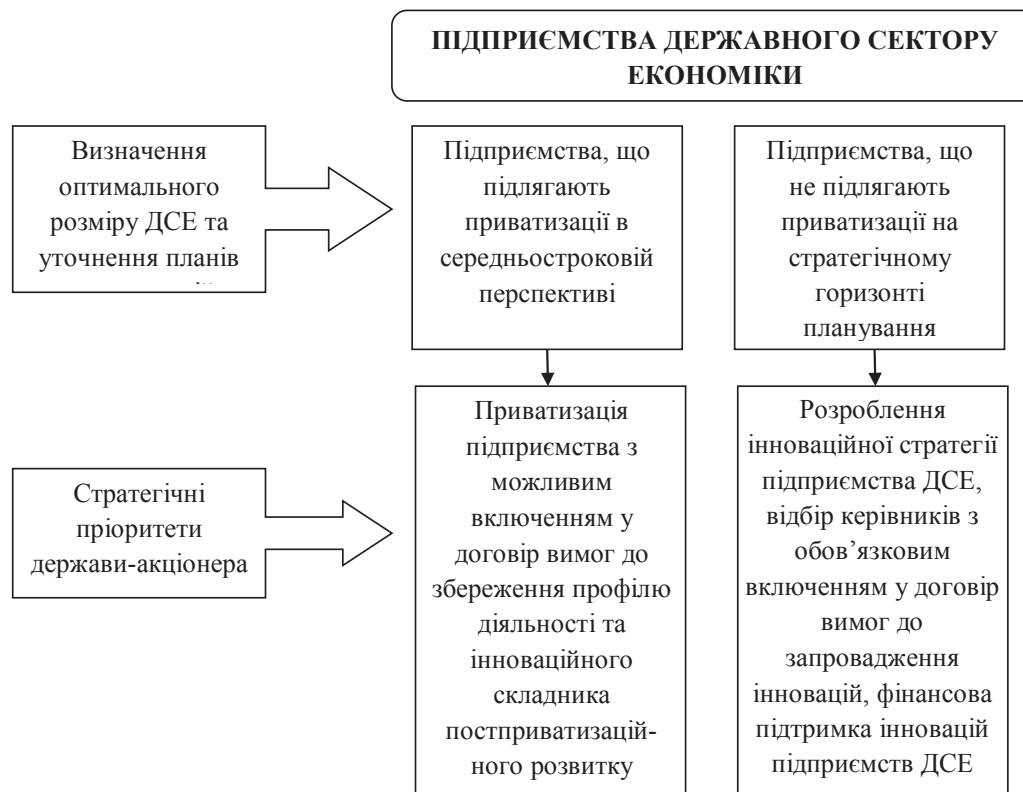 ПІДПРИЄМСТВА ДЕРЖАВНОГО СЕКТОРУ
ЕКОНОМІКИ
Визначення
оптимального
розміру ДСЕ та
уточнення планів
Підприємства, що
підлягають
приватизації в
середньостроковій
перспективі
Підприємства, що
не підлягають
приватизації на
стратегічному
горизонті
планування
Стратегічні
пріоритети
держави-акціонера
Приватизація
підприємства з
можливим
включенням у
договір вимог до
збереження профілю
діяльності та
інноваційного
складника
постприватизацій-
ного розвитку
Розроблення
інноваційної стратегії
підприємства ДСЕ,
відбір керівників з
обов’язковим
включенням у договір
вимог до
запровадження
інновацій, фінансова
підтримка інновацій
підприємств ДСЕ